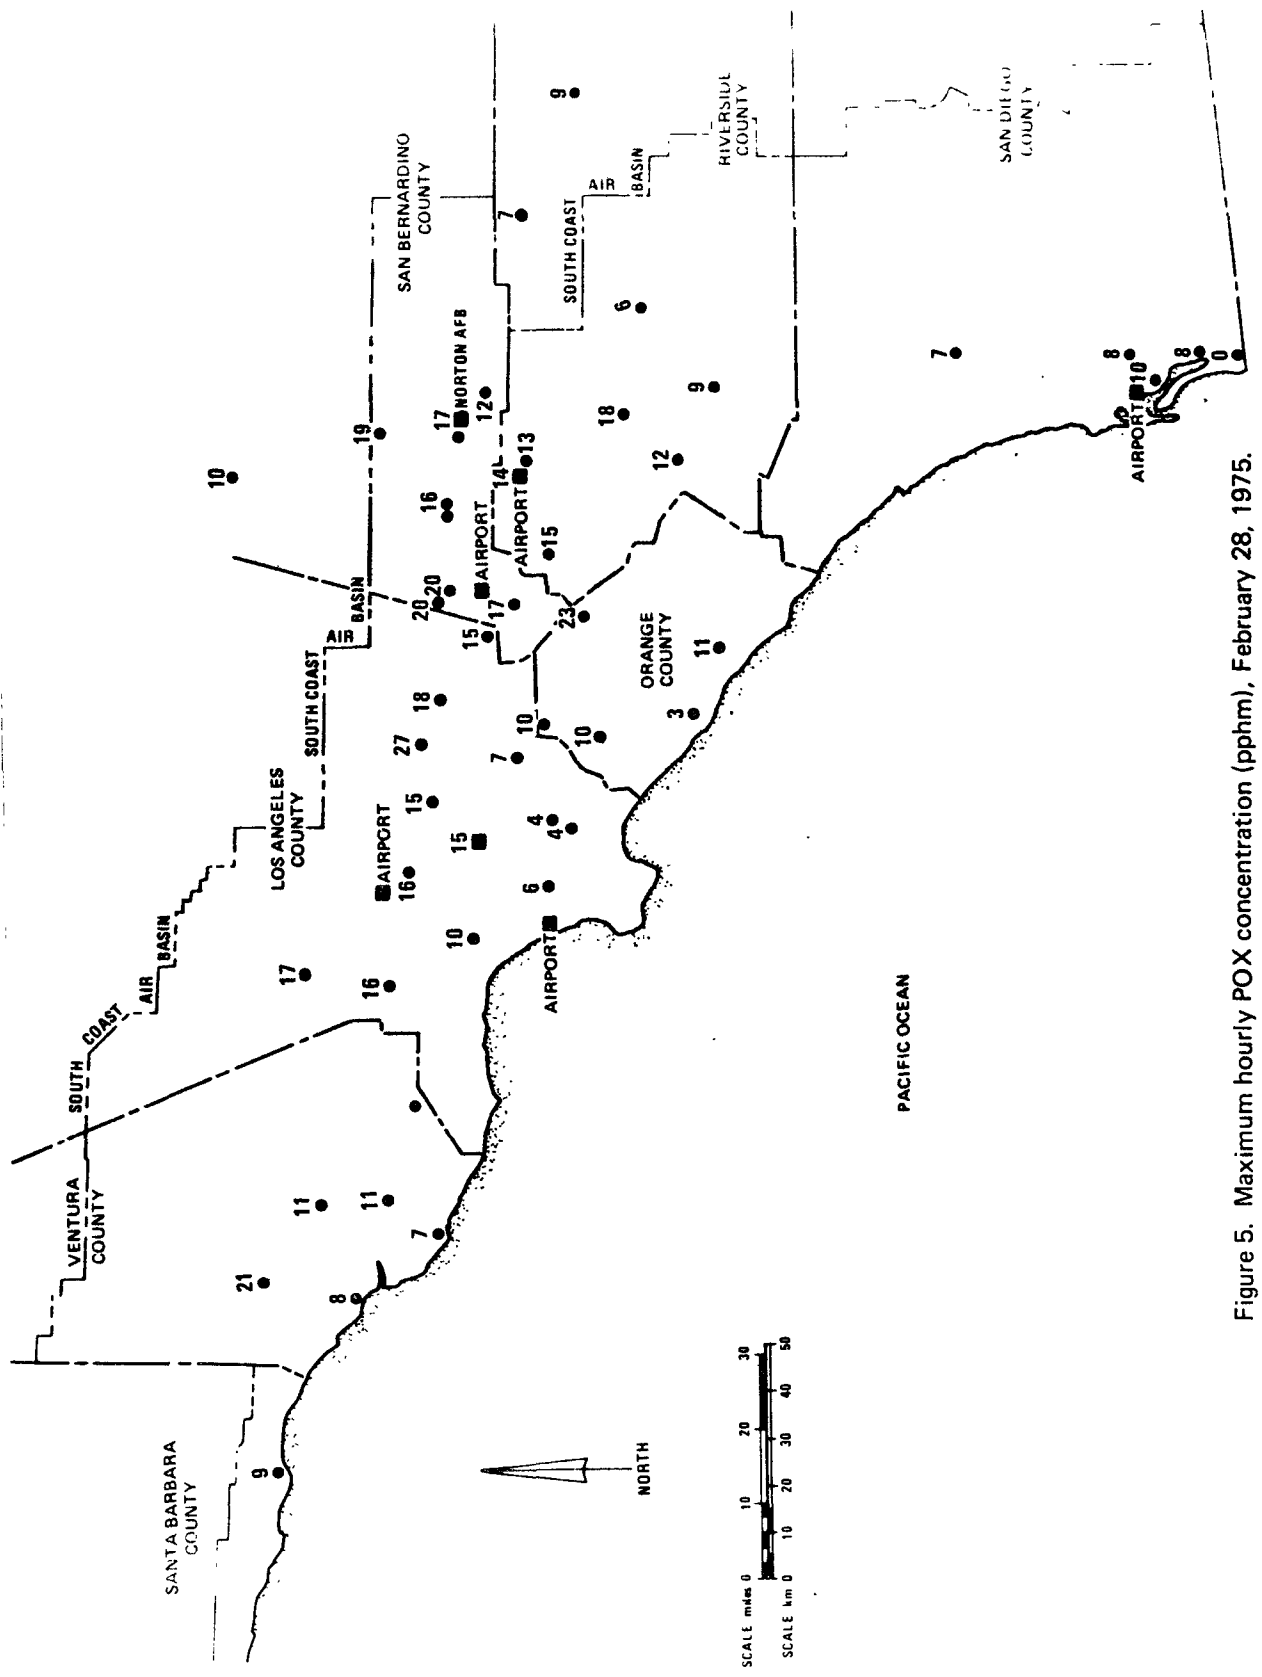 SANTA BARBARA
COUNTY
9
VENTURA
COUNTY
SOUTH
COAST
AIR
BASIN
21
8
11
11
7
17
16
10
LOS ANGELES
COUNTY
SOUTH COAST
AIR
BASIN
AIRPORT
16
15
15
27
18
AIRPORT
6
4
4
7
10
10
3
11
ORANGE
COUNTY
23
15
20
20
17
AIRPORT
16
10
19
17
NORTON AFB
12
14
AIRPORT
13
15
SAN BERNARDINO
COUNTY
7
9
SOUTH COAST
AIR
BASIN
6
18
12
9
RIVERSIDE
COUNTY
SAN DIEGO
COUNTY
7
8
10
AIRPORT
8
0
PACIFIC OCEAN
NORTH
SCALE miles 0 10 20 30
SCALE km 0 10 20 30 40 50
Figure 5. Maximum hourly POX concentration (pphm), February 28, 1975.